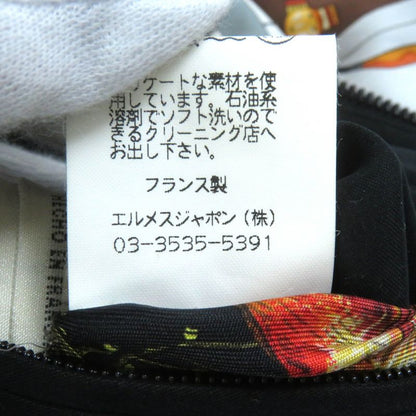 ケートな素材を使
用しています。石油系
溶剤でソフト洗いので
きるクリーニング店へ
お出し下さい。
フランス製
エルメスジャポン(株)
03-3535-5391